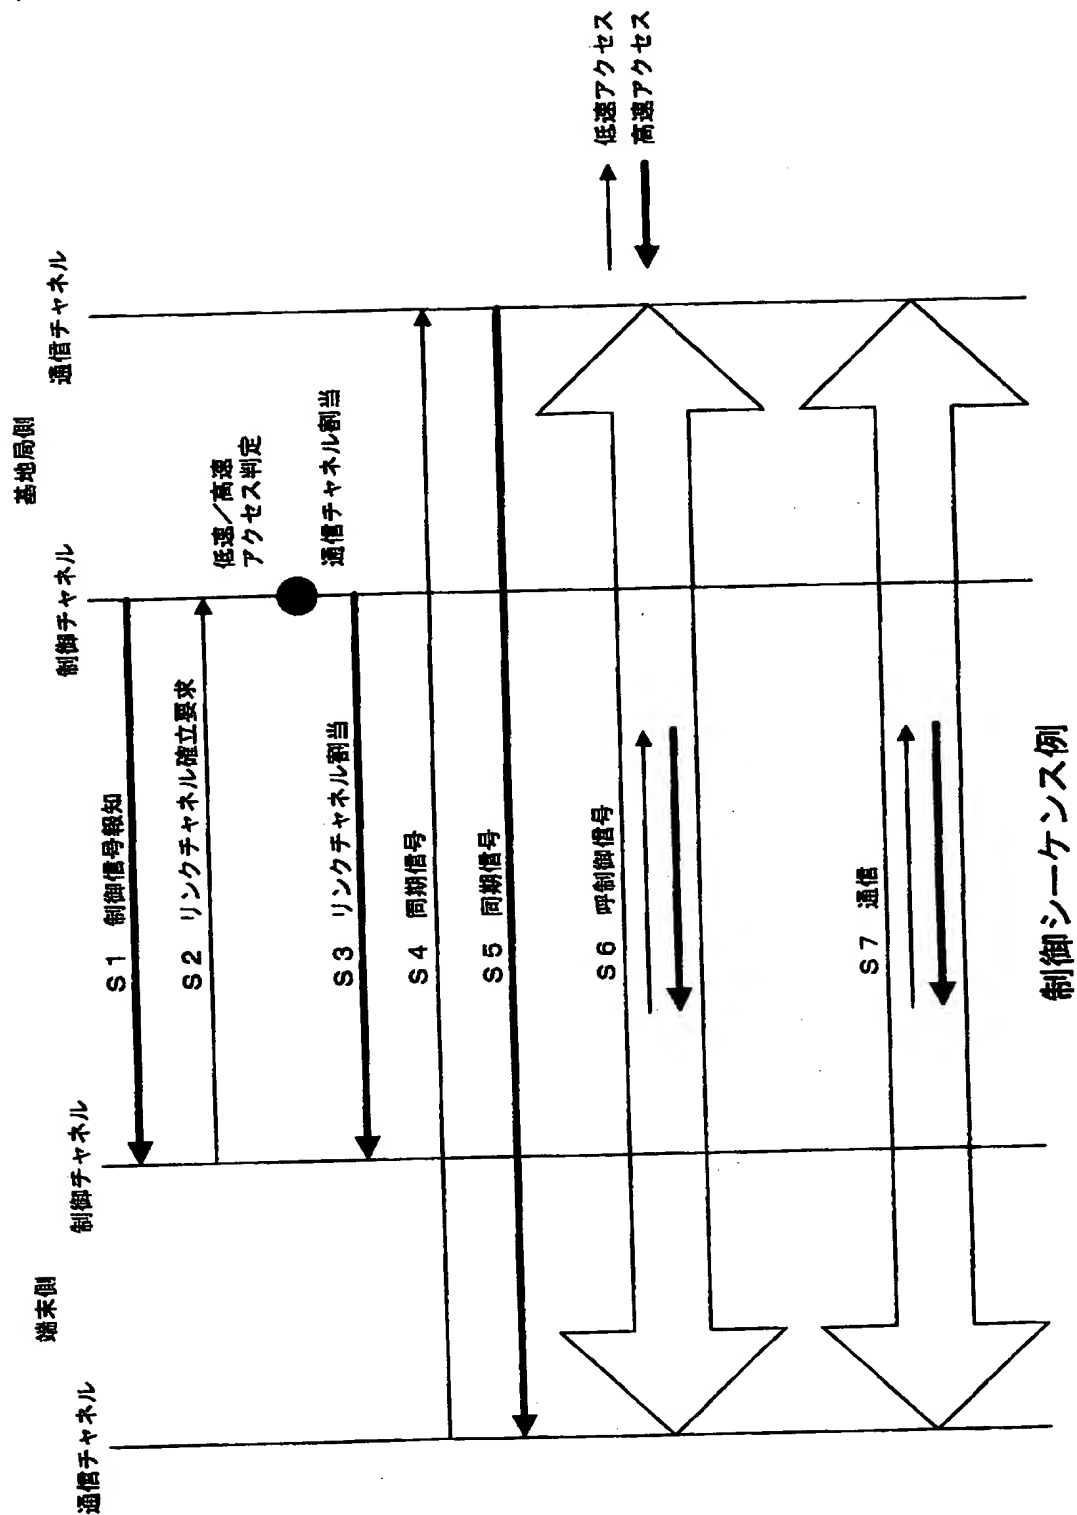 端末側
基地局側
通信チャネル
制御チャネル
制御チャネル
通信チャネル
S1 制御信号報知
S2 リンクチャネル確立要求
低速/高速
アクセス判定
通信チャネル割当
S3 リンクチャネル割当
S4 同期信号
S5 同期信号
S6 呼制御信号
S7 通信
低速アクセス
高速アクセス
制御シーケンス例